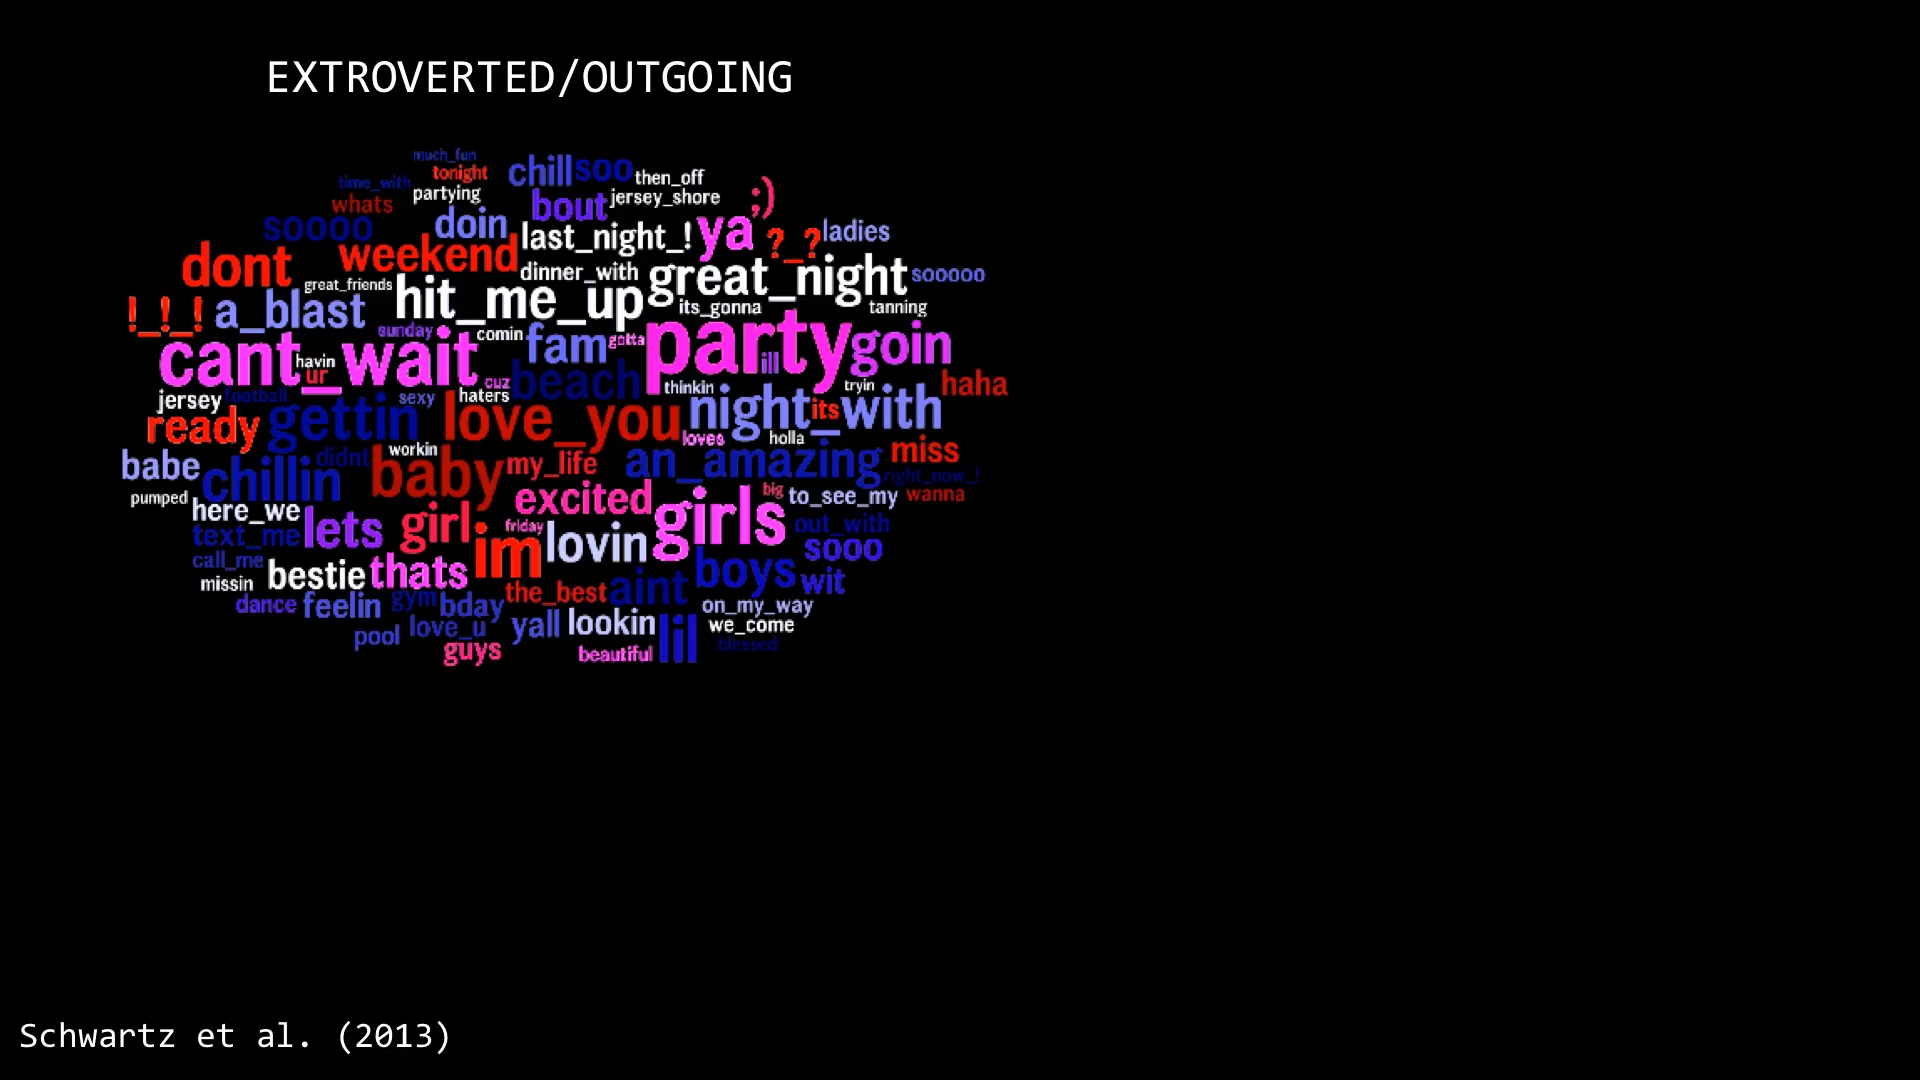 EXTROVERTED/OUTGOING
much_fun
tonight
chill soo then_off
time_with partying
whats bout jersey_shore ;)
soooo doin last_night_! ya ?_? ladies
dont weekend dinner_with great_night sooooo
great_friends hit_me_up its_gonna tanning
!_!_! a_blast sunday comin fam gotta party goin
cant_wait havin ur cuz beach ill thinkin tryin haha
jersey football sexy haters night_with its
ready gettin love_you loves holla miss
babe chillin didnt workin baby my_life an_amazing right_now_!
pumped here_we excited girls big to_see_my wanna
text_me lets girl friday im lovin out_with
call_me sooo
missin bestie thats the_best aint boys wit
dance feelin gym bday on_my_way
pool love_u yall lookin lil we_come
guys beautiful blessed
Schwartz et al. (2013)